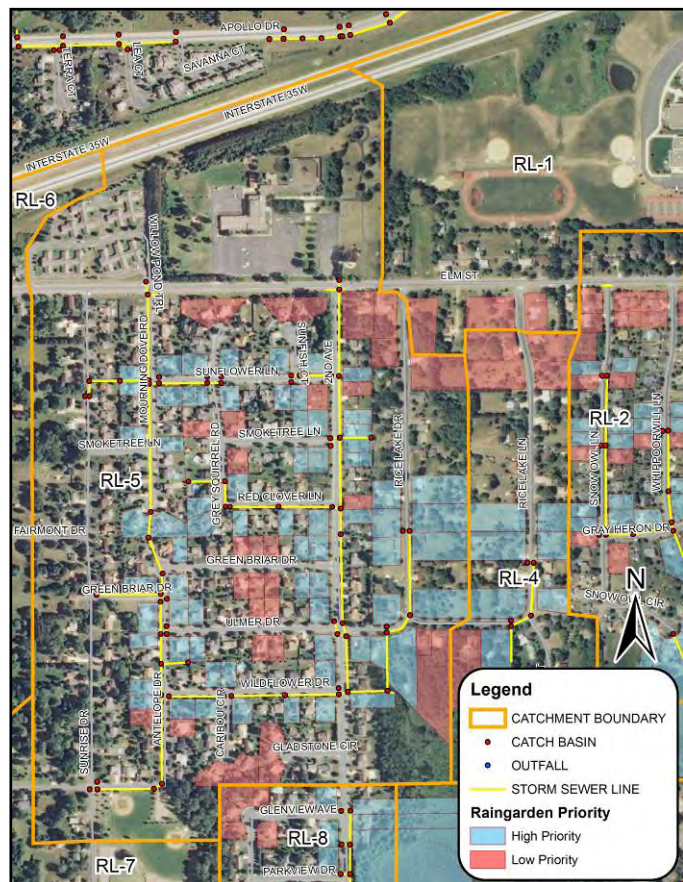 APOLLO DR
TERRA CT
LEA CT
SAVANNA CT
INTERSTATE 35W
INTERSTATE 35W
RL-1
RL-6
WILLOW POND TRL
ELM ST
MOURNING DOVE RD
SUNFISH CT
2ND AVE
SUNFLOWER LN
RL-2
SMOKETREE LN
SMOKETREE LN
GREY SQUIRREL RD
RICE LAKE DR
RICE LAKE LN
SNOW OWL LN
WHIPPOORWILL LN
RL-5
RED CLOVER LN
FAIRMONT DR
GRAY HERON DR
GREEN BRIAR DR
GREEN BRIAR DR
RL-4
N
SNOW OWL CIR
ULMER DR
WILDFLOWER DR
ANTELOPE DR
CARIBOU CIR
SUNRISE DR
GLADSTONE CIR
GLENVIEW AVE
RL-8
RL-7
PARKVIEW DR
Legend
CATCHMENT BOUNDARY
CATCH BASIN
OUTFALL
STORM SEWER LINE
Raingarden Priority
High Priority
Low Priority